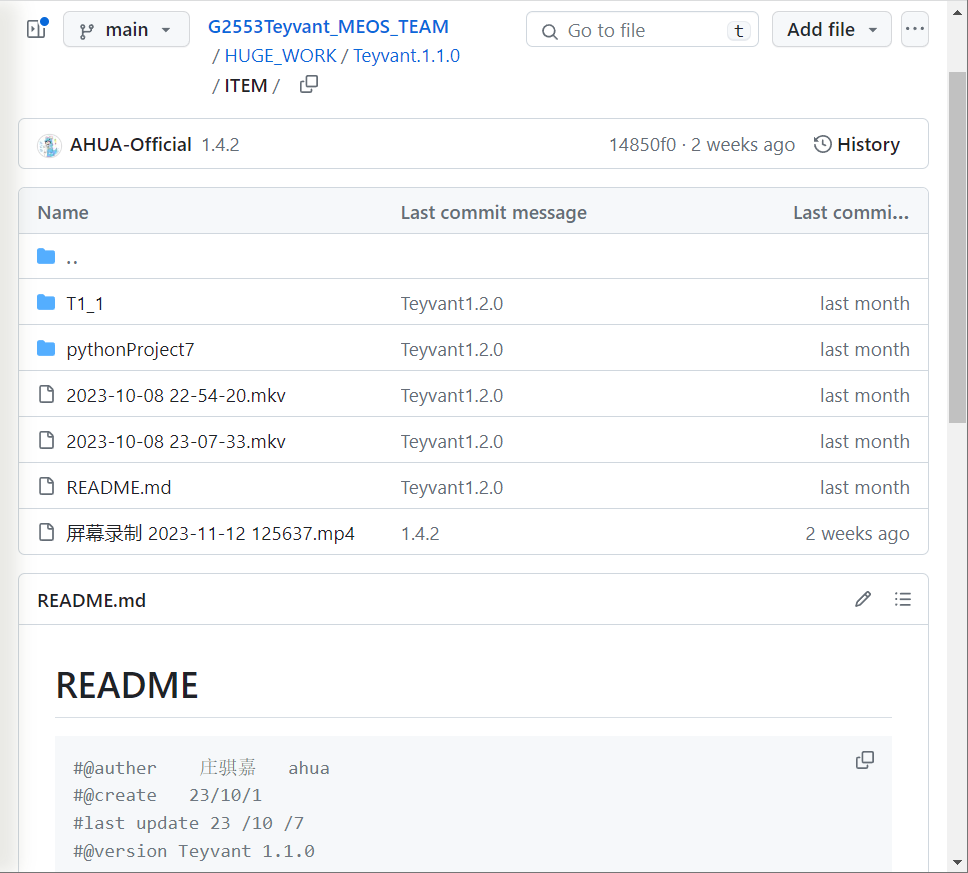 main
G2553Teyvant_MEOS_TEAM
Go to file
t
Add file
/ HUGE_WORK / Teyvant.1.1.0
/ ITEM /
AHUA-Official 1.4.2 14850f0 · 2 weeks ago History
Name Last commit message Last commi...
..
T1_1 Teyvant1.2.0 last month
pythonProject7 Teyvant1.2.0 last month
2023-10-08 22-54-20.mkv Teyvant1.2.0 last month
2023-10-08 23-07-33.mkv Teyvant1.2.0 last month
README.md Teyvant1.2.0 last month
屏幕录制 2023-11-12 125637.mp4 1.4.2 2 weeks ago
README.md
README
#@auther 庄骐嘉 ahua
#@create 23/10/1
#last update 23 /10 /7
#@version Teyvant 1.1.0